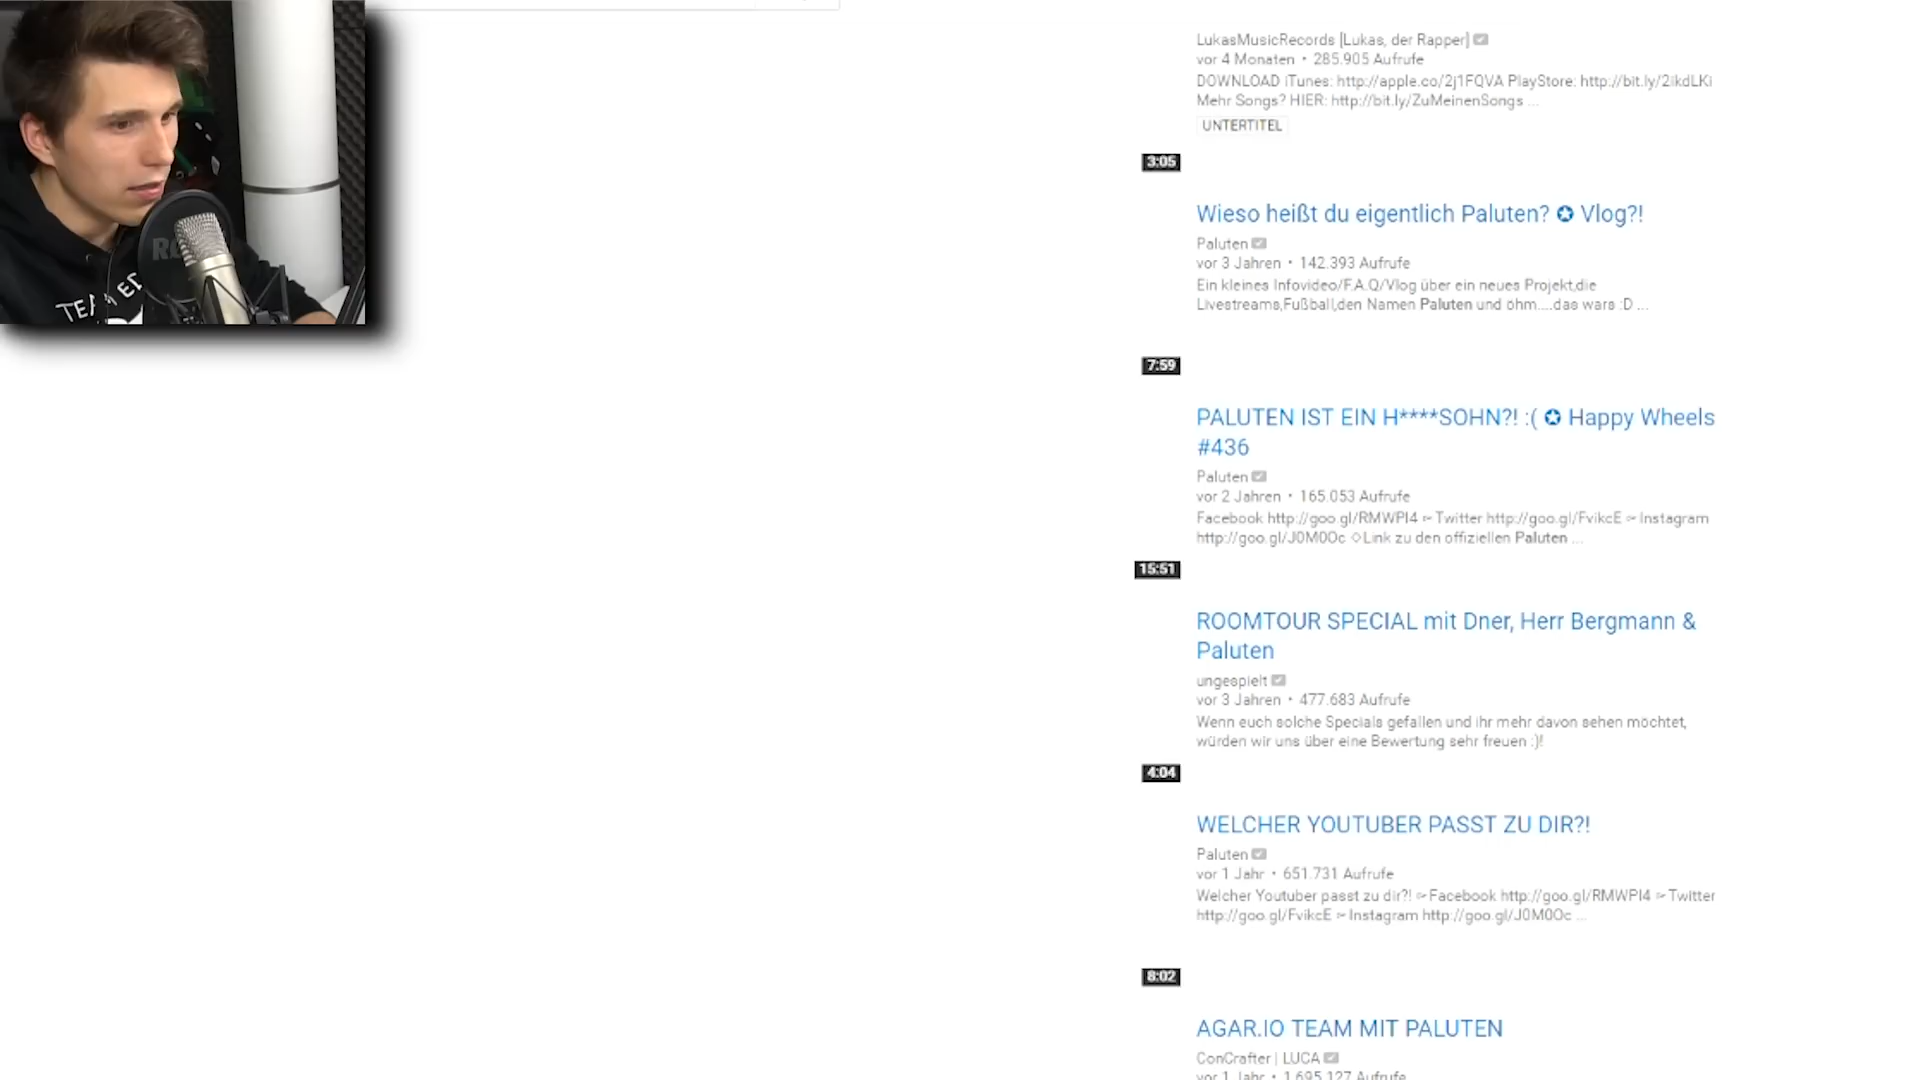 LukasMusicRecords [Lukas, der Rapper]
vor 4 Monaten • 285.905 Aufrufe
DOWNLOAD iTunes: http://apple.co/2j1FQVA PlayStore: http://bit.ly/2ikdLKi
Mehr Songs? HIER: http://bit.ly/ZuMeinenSongs ...
UNTERTITEL
3:05
Wieso heißt du eigentlich Paluten? ✪ Vlog?!
Paluten
vor 3 Jahren • 142.393 Aufrufe
Ein kleines Infovideo/F.A.Q/Vlog über ein neues Projekt,die
Livestreams,Fußball,den Namen Paluten und öhm....das wars :D ...
7:59
PALUTEN IST EIN H****SOHN?! :( ✪ Happy Wheels
#436
Paluten
vor 2 Jahren • 165.053 Aufrufe
Facebook http://goo.gl/RMWPI4 ➣ Twitter http://goo.gl/FvikcE ➣ Instagram
http://goo.gl/J0M0Oc ◇Link zu den offiziellen Paluten ...
15:51
ROOMTOUR SPECIAL mit Dner, Herr Bergmann &
Paluten
ungespielt
vor 3 Jahren • 477.683 Aufrufe
Wenn euch solche Specials gefallen und ihr mehr davon sehen möchtet,
würden wir uns über eine Bewertung sehr freuen :)!
4:04
WELCHER YOUTUBER PASST ZU DIR?!
Paluten
vor 1 Jahr • 651.731 Aufrufe
Welcher Youtuber passt zu dir?! ➣ Facebook http://goo.gl/RMWPI4 ➣ Twitter
http://goo.gl/FvikcE ➣ Instagram http://goo.gl/J0M0Oc ...
8:02
AGAR.IO TEAM MIT PALUTEN
ConCrafter | LUCA
vor 1 Jahr • 1.695.127 Aufrufe
TEAM